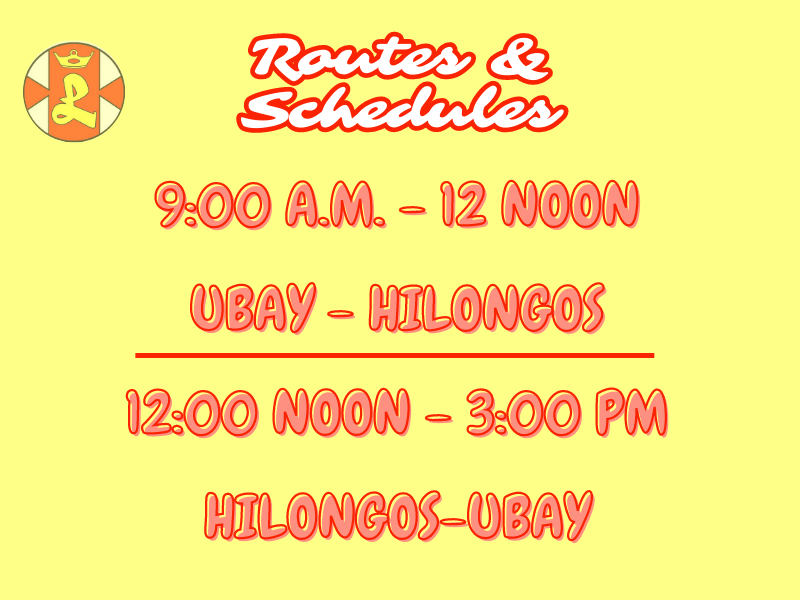 L
Routes &
Schedules
9:00 A.M. - 12 NOON
UBAY - HILONGOS
12:00 NOON - 3:00 PM
HILONGOS-UBAY